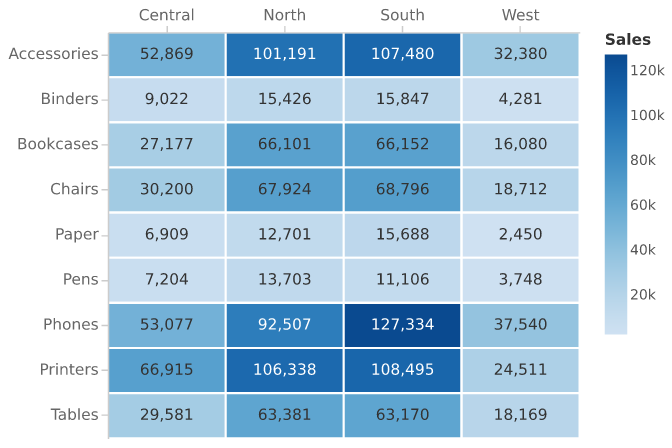 Central North South West
Sales
Accessories 52,869 101,191 107,480 32,380
120k
Binders 9,022 15,426 15,847 4,281
100k
Bookcases 27,177 66,101 66,152 16,080
80k
Chairs 30,200 67,924 68,796 18,712
60k
Paper 6,909 12,701 15,688 2,450
40k
Pens 7,204 13,703 11,106 3,748
20k
Phones 53,077 92,507 127,334 37,540
Printers 66,915 106,338 108,495 24,511
Tables 29,581 63,381 63,170 18,169